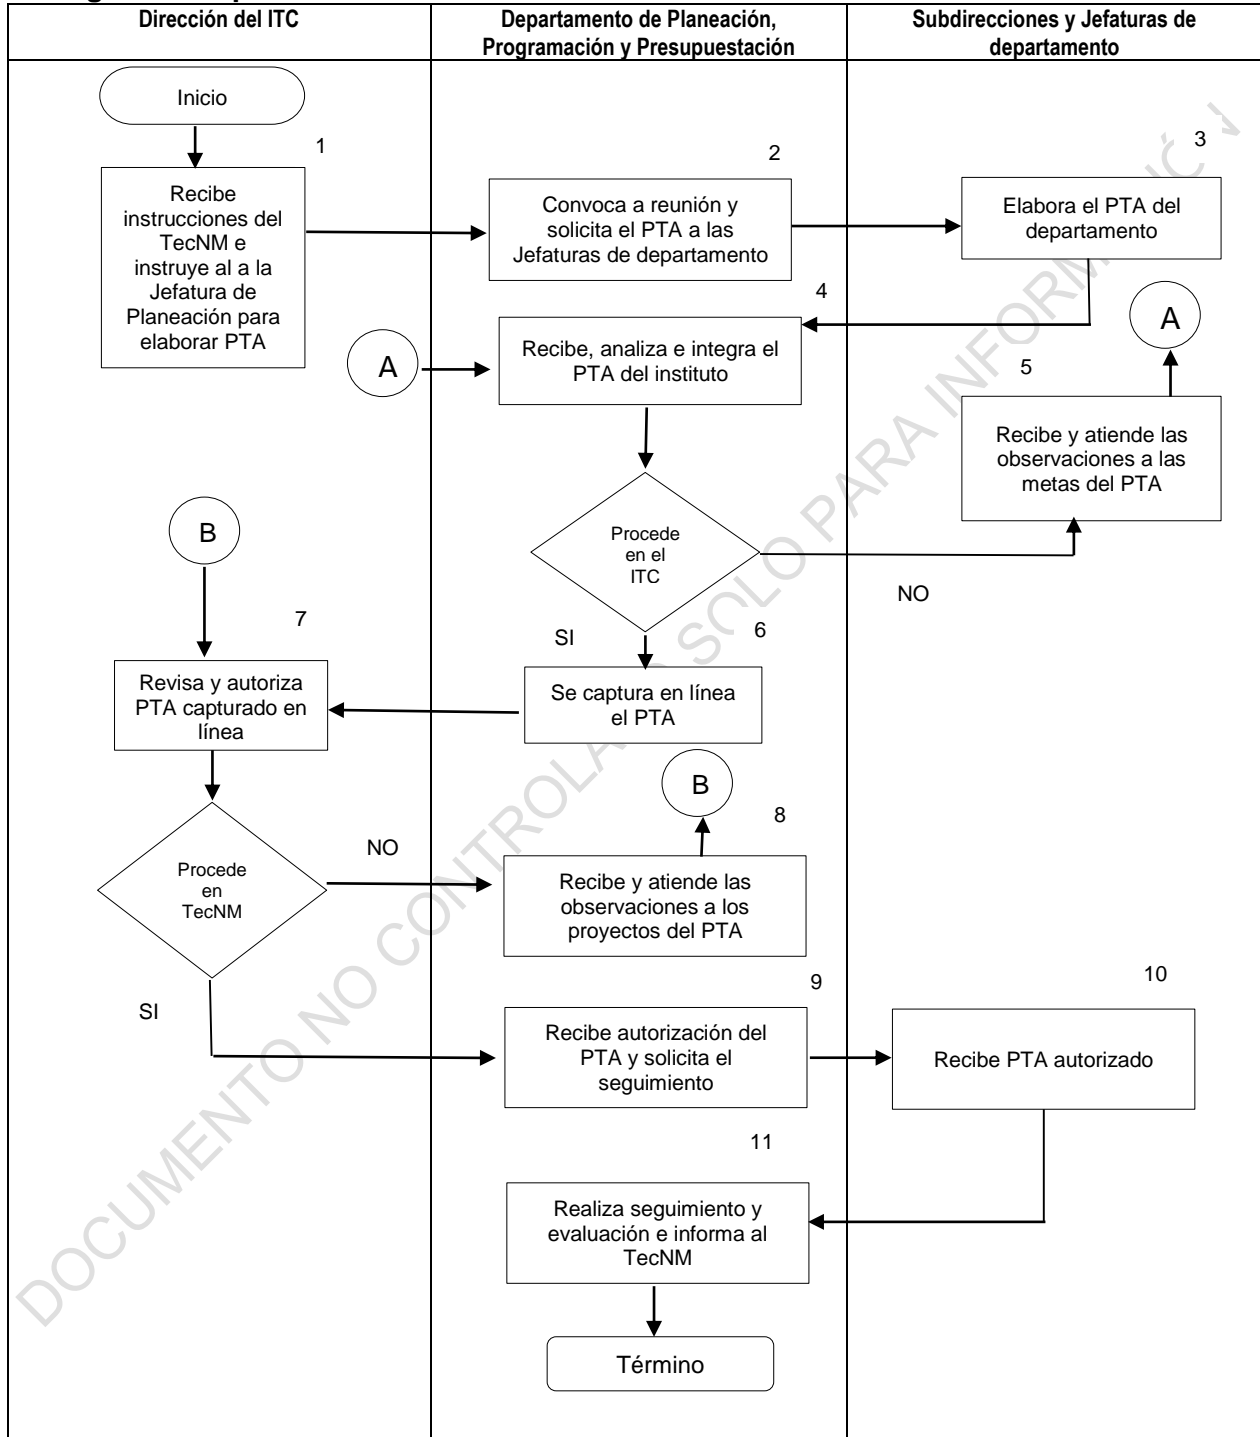 Dirección del ITC
Departamento de Planeación,
Programación y Presupuestación
Subdirecciones y Jefaturas de
departamento
Inicio
1
Recibe
instrucciones del
TecNM e
instruye al a la
Jefatura de
Planeación para
elaborar PTA
2
Convoca a reunión y
solicita el PTA a las
Jefaturas de departamento
3
Elabora el PTA del
departamento
4
A
Recibe, analiza e integra el
PTA del instituto
A
5
Recibe y atiende las
observaciones a las
metas del PTA
Procede
en el
ITC
NO
SI
B
7
6
Revisa y autoriza
PTA capturado en
línea
Se captura en línea
el PTA
B
8
Procede
en
TecNM
NO
Recibe y atiende las
observaciones a los
proyectos del PTA
SI
9
Recibe autorización del
PTA y solicita el
seguimiento
10
Recibe PTA autorizado
11
Realiza seguimiento y
evaluación e informa al
TecNM
Término
DOCUMENTO NO CONTROLADO SOLO PARA INFORMACIÓN